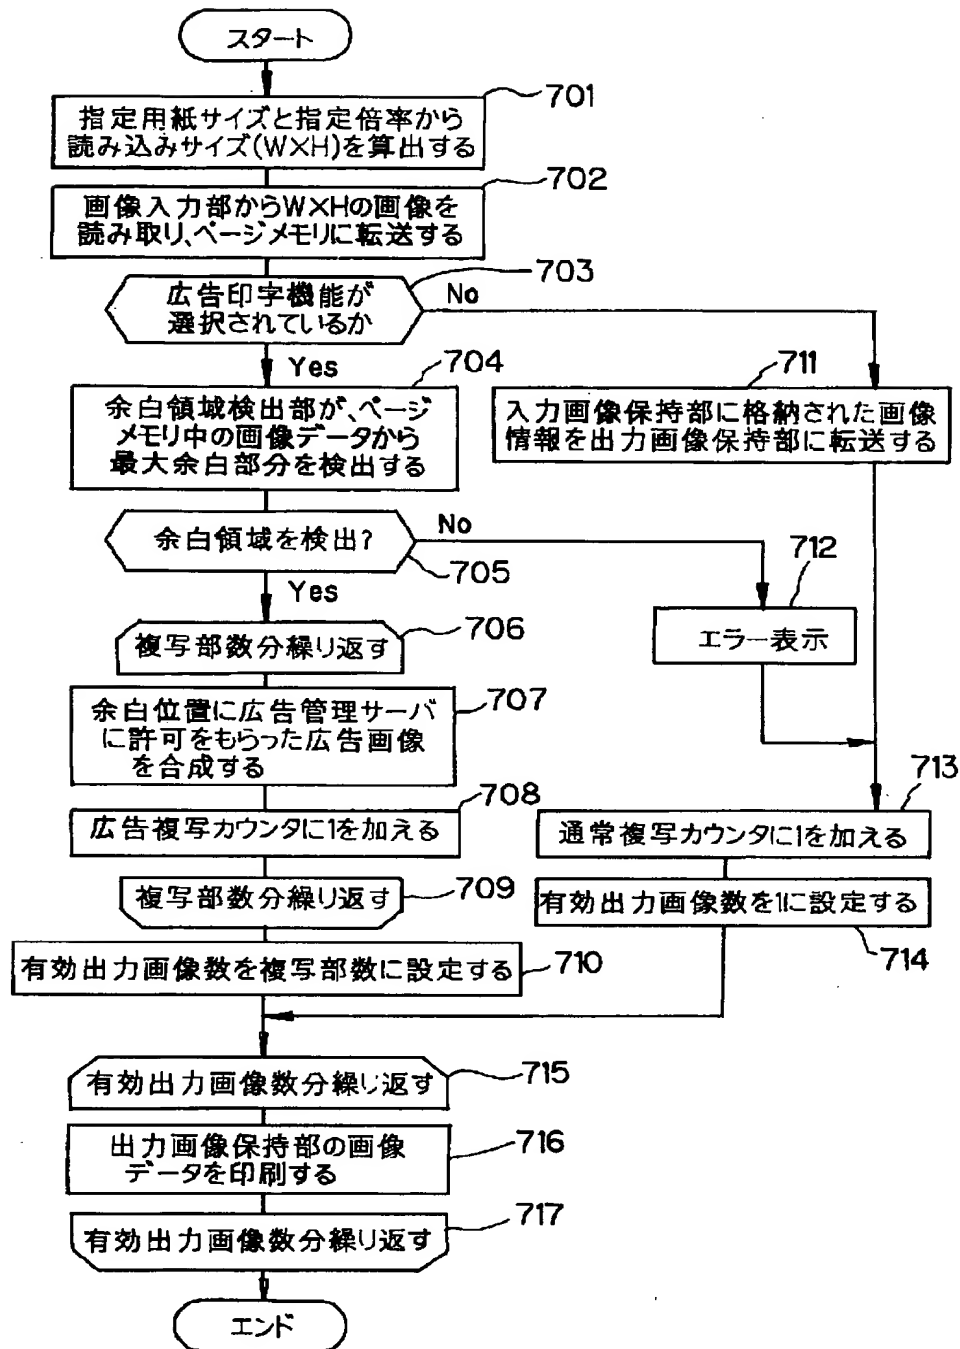 スタート
701
指定用紙サイズと指定倍率から
読み込みサイズ(W×H)を算出する
702
画像入力部からW×Hの画像を
読み取り、ページメモリに転送する
703
広告印字機能が
選択されているか
No
Yes
704
余白領域検出部が、ページ
メモリ中の画像データから
最大余白部分を検出する
711
入力画像保持部に格納された画像
情報を出力画像保持部に転送する
余白領域を検出?
No
705
Yes
712
エラー表示
706
複写部数分繰り返す
707
余白位置に広告管理サーバ
に許可をもらった広告画像
を合成する
708
広告複写カウンタに1を加える
713
通常複写カウンタに1を加える
709
複写部数分繰り返す
有効出力画像数を1に設定する
714
有効出力画像数を複写部数に設定する
710
有効出力画像数分繰り返す
715
出力画像保持部の画像
データを印刷する
716
有効出力画像数分繰り返す
717
エンド